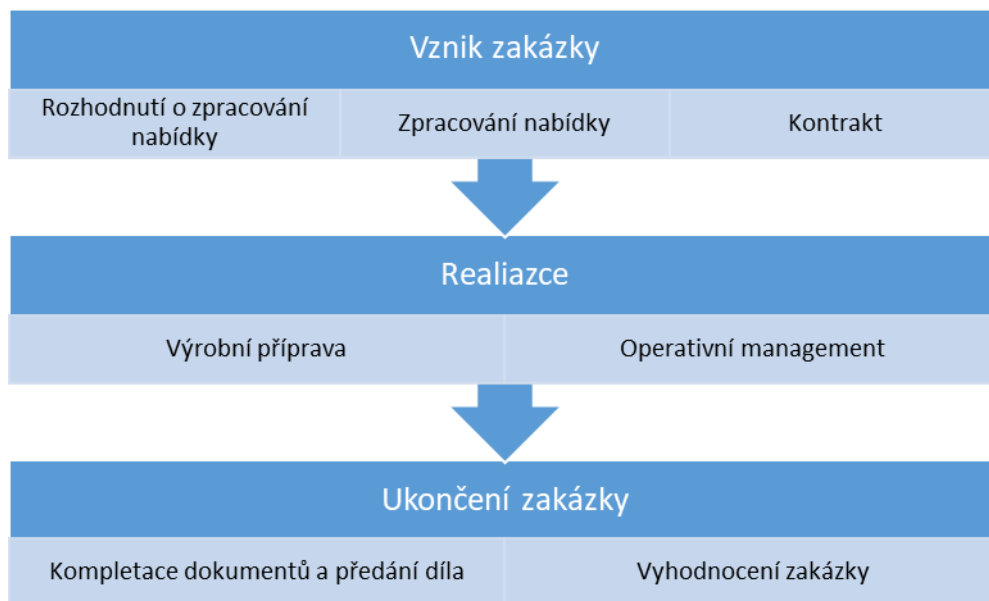 Vznik zakázky
Rozhodnutí o zpracování
nabídky
Zpracování nabídky
Kontrakt
Realiazce
Výrobní příprava
Operativní management
Ukončení zakázky
Kompletace dokumentů a předání díla
Vyhodnocení zakázky